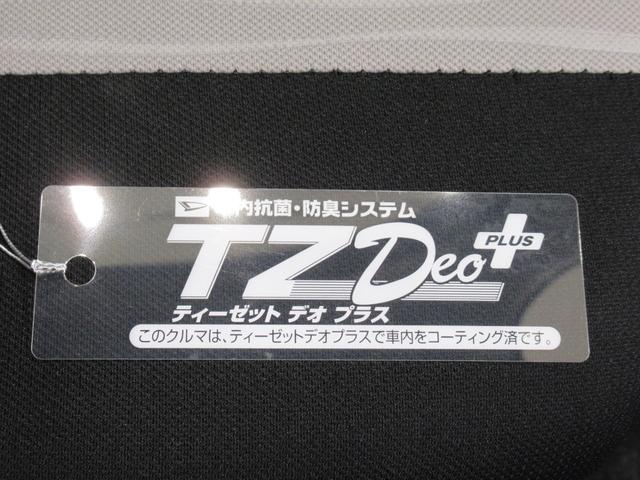 内抗菌・防臭システム
TZ Deo PLUS
ティーゼット デオ プラス
このクルマは、ティーゼットデオプラスで車内をコーティング済です。